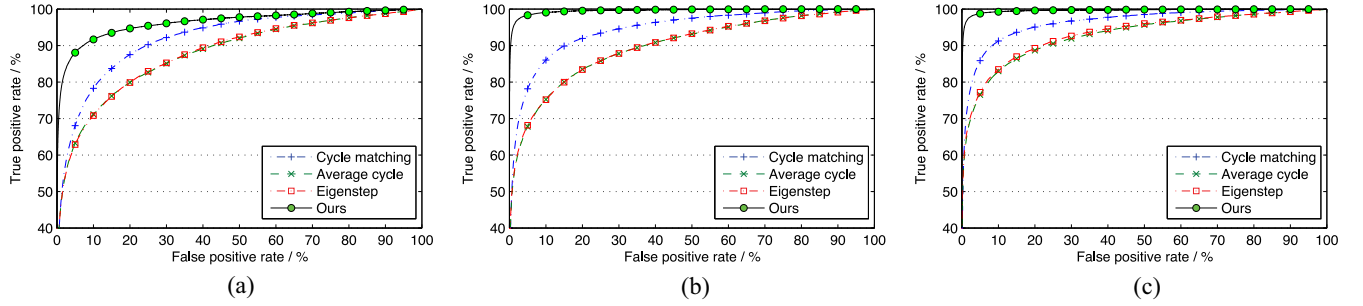 100
90
80
70
60
50
40
True positive rate / %
0 10 20 30 40 50 60 70 80 90 100
False positive rate / %
Cycle matching
Average cycle
Eigenstep
Ours
(a)
100
90
80
70
60
50
40
True positive rate / %
0 10 20 30 40 50 60 70 80 90 100
False positive rate / %
Cycle matching
Average cycle
Eigenstep
Ours
(b)
100
90
80
70
60
50
40
True positive rate / %
0 10 20 30 40 50 60 70 80 90 100
False positive rate / %
Cycle matching
Average cycle
Eigenstep
Ours
(c)